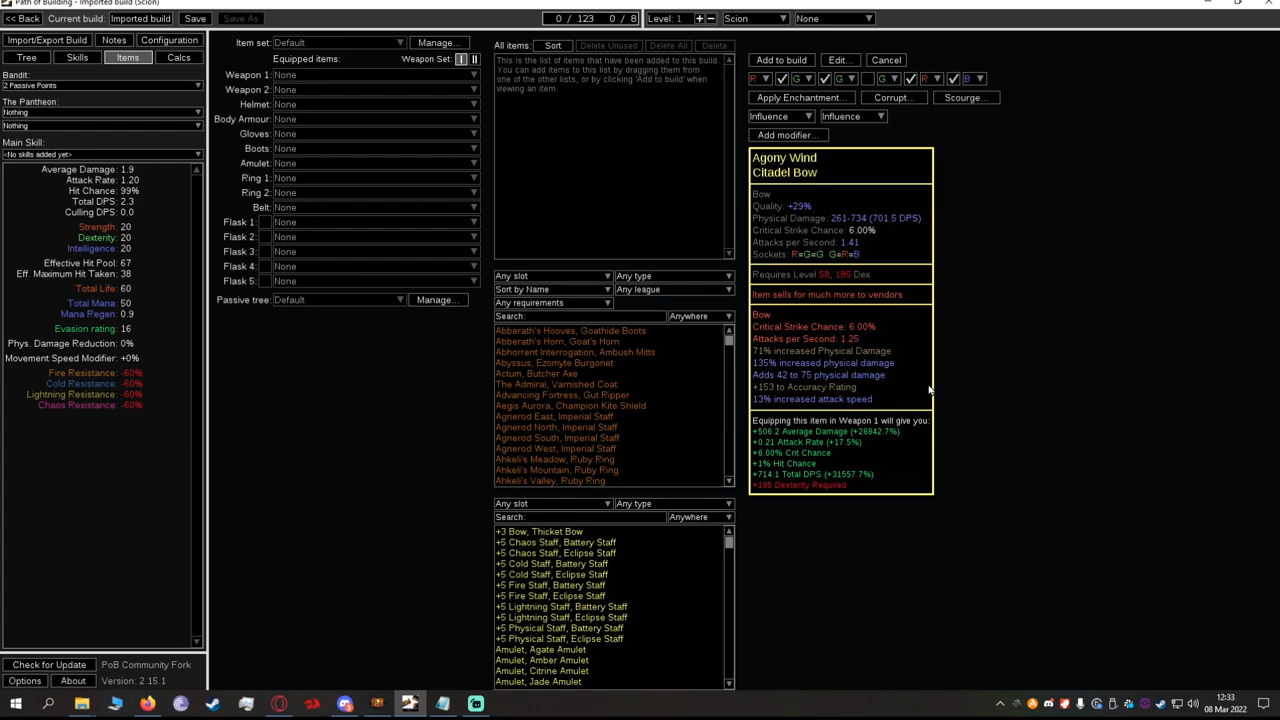 Path of Building - Imported build (Scion)
<< Back Current build: Imported build Save Save As 0 / 123 0 / 8 Level: 1 + - Scion None
Import/Export Build Notes Configuration
Tree Skills Items Calcs
Bandit:
2 Passive Points
The Pantheon:
Nothing
Nothing
Main Skill:
<No skills added yet>
Average Damage: 1.9
Attack Rate: 1.20
Hit Chance: 99%
Total DPS: 2.3
Culling DPS: 0.0
Strength: 20
Dexterity: 20
Intelligence: 20
Effective Hit Pool: 67
Eff. Maximum Hit Taken: 38
Total Life: 60
Total Mana: 50
Mana Regen: 0.9
Evasion rating: 16
Phys. Damage Reduction: 0%
Movement Speed Modifier: +0%
Fire Resistance: -60%
Cold Resistance: -60%
Lightning Resistance: -60%
Chaos Resistance: -60%
Check for Update PoB Community Fork
Options About Version: 2.15.1
Item set: Default Manage...
Equipped items: Weapon Set: I II
Weapon 1: None
Weapon 2: None
Helmet: None
Body Armour: None
Gloves: None
Boots: None
Amulet: None
Ring 1: None
Ring 2: None
Belt: None
Flask 1: None
Flask 2: None
Flask 3: None
Flask 4: None
Flask 5: None
Passive tree: Default Manage...
All items: Sort Delete Unused Delete All Delete
This is the list of items that have been added to this build.
You can add items to this list by dragging them from
one of the other lists, or by clicking 'Add to build' when
viewing an item.
Any slot Any type
Sort by Name Any league
Any requirements
Search: Anywhere
Abberath's Hooves, Goathide Boots
Abberath's Horn, Goat's Horn
Abhorrent Interrogation, Ambush Mitts
Abyssus, Ezomyte Burgonet
Actum, Butcher Axe
The Admiral, Varnished Coat
Advancing Fortress, Gut Ripper
Aegis Aurora, Champion Kite Shield
Agnerod East, Imperial Staff
Agnerod North, Imperial Staff
Agnerod South, Imperial Staff
Agnerod West, Imperial Staff
Ahkeli's Meadow, Ruby Ring
Ahkeli's Mountain, Ruby Ring
Ahkeli's Valley, Ruby Ring
Any slot Any type
Search: Anywhere
+3 Bow, Thicket Bow
+5 Chaos Staff, Battery Staff
+5 Chaos Staff, Eclipse Staff
+5 Cold Staff, Battery Staff
+5 Cold Staff, Eclipse Staff
+5 Fire Staff, Battery Staff
+5 Fire Staff, Eclipse Staff
+5 Lightning Staff, Battery Staff
+5 Lightning Staff, Eclipse Staff
+5 Physical Staff, Battery Staff
+5 Physical Staff, Eclipse Staff
Amulet, Agate Amulet
Amulet, Amber Amulet
Amulet, Citrine Amulet
Amulet, Jade Amulet
Add to build Edit... Cancel
R G G G R B
Apply Enchantment... Corrupt... Scourge...
Influence Influence
Add modifier...
Agony Wind
Citadel Bow
Bow
Quality: +29%
Physical Damage: 261-734 (701.5 DPS)
Critical Strike Chance: 6.00%
Attacks per Second: 1.41
Sockets: R=G=G G=R=B
Requires Level 58, 185 Dex
Item sells for much more to vendors
Bow
Critical Strike Chance: 6.00%
Attacks per Second: 1.25
71% increased Physical Damage
135% increased physical damage
Adds 42 to 75 physical damage
+153 to Accuracy Rating
13% increased attack speed
Equipping this item in Weapon 1 will give you:
+506.2 Average Damage (+26842.7%)
+0.21 Attack Rate (+17.5%)
+6.00% Crit Chance
+1% Hit Chance
+714.1 Total DPS (+31557.7%)
+185 Dexterity Required
12:33
08 Mar 2022